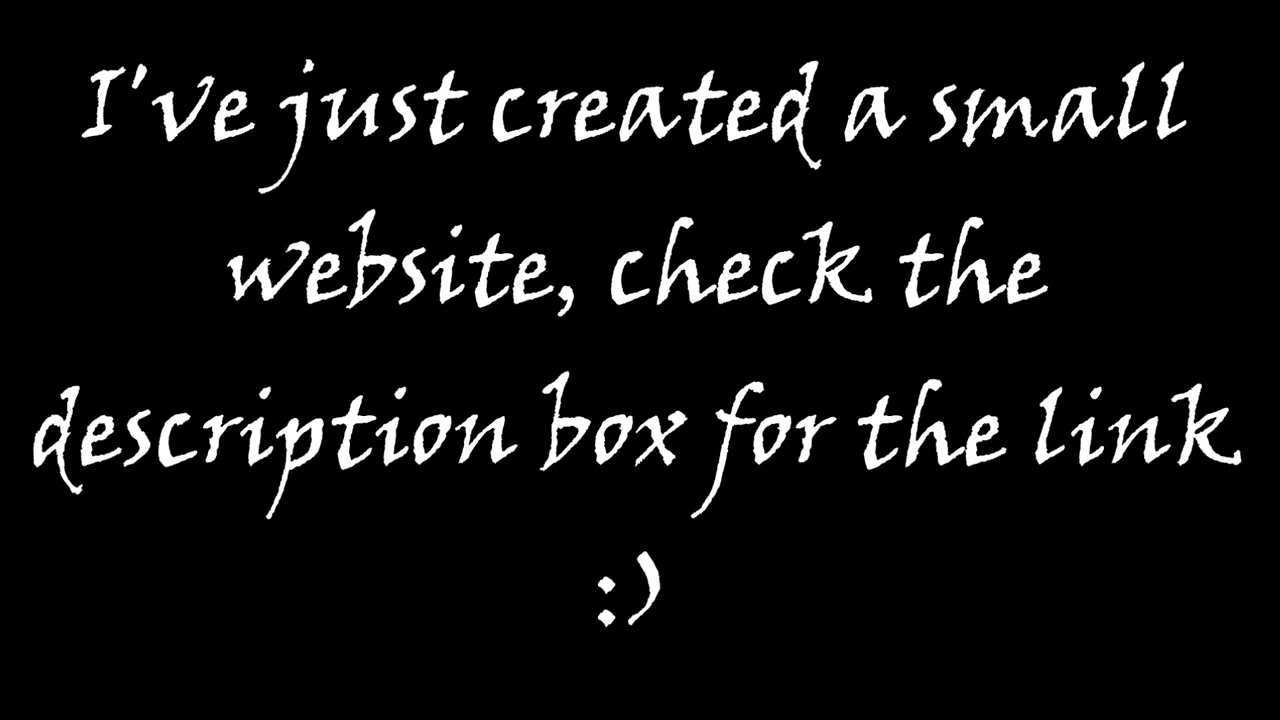 I've just created a small
website, check the
description box for the link
:)